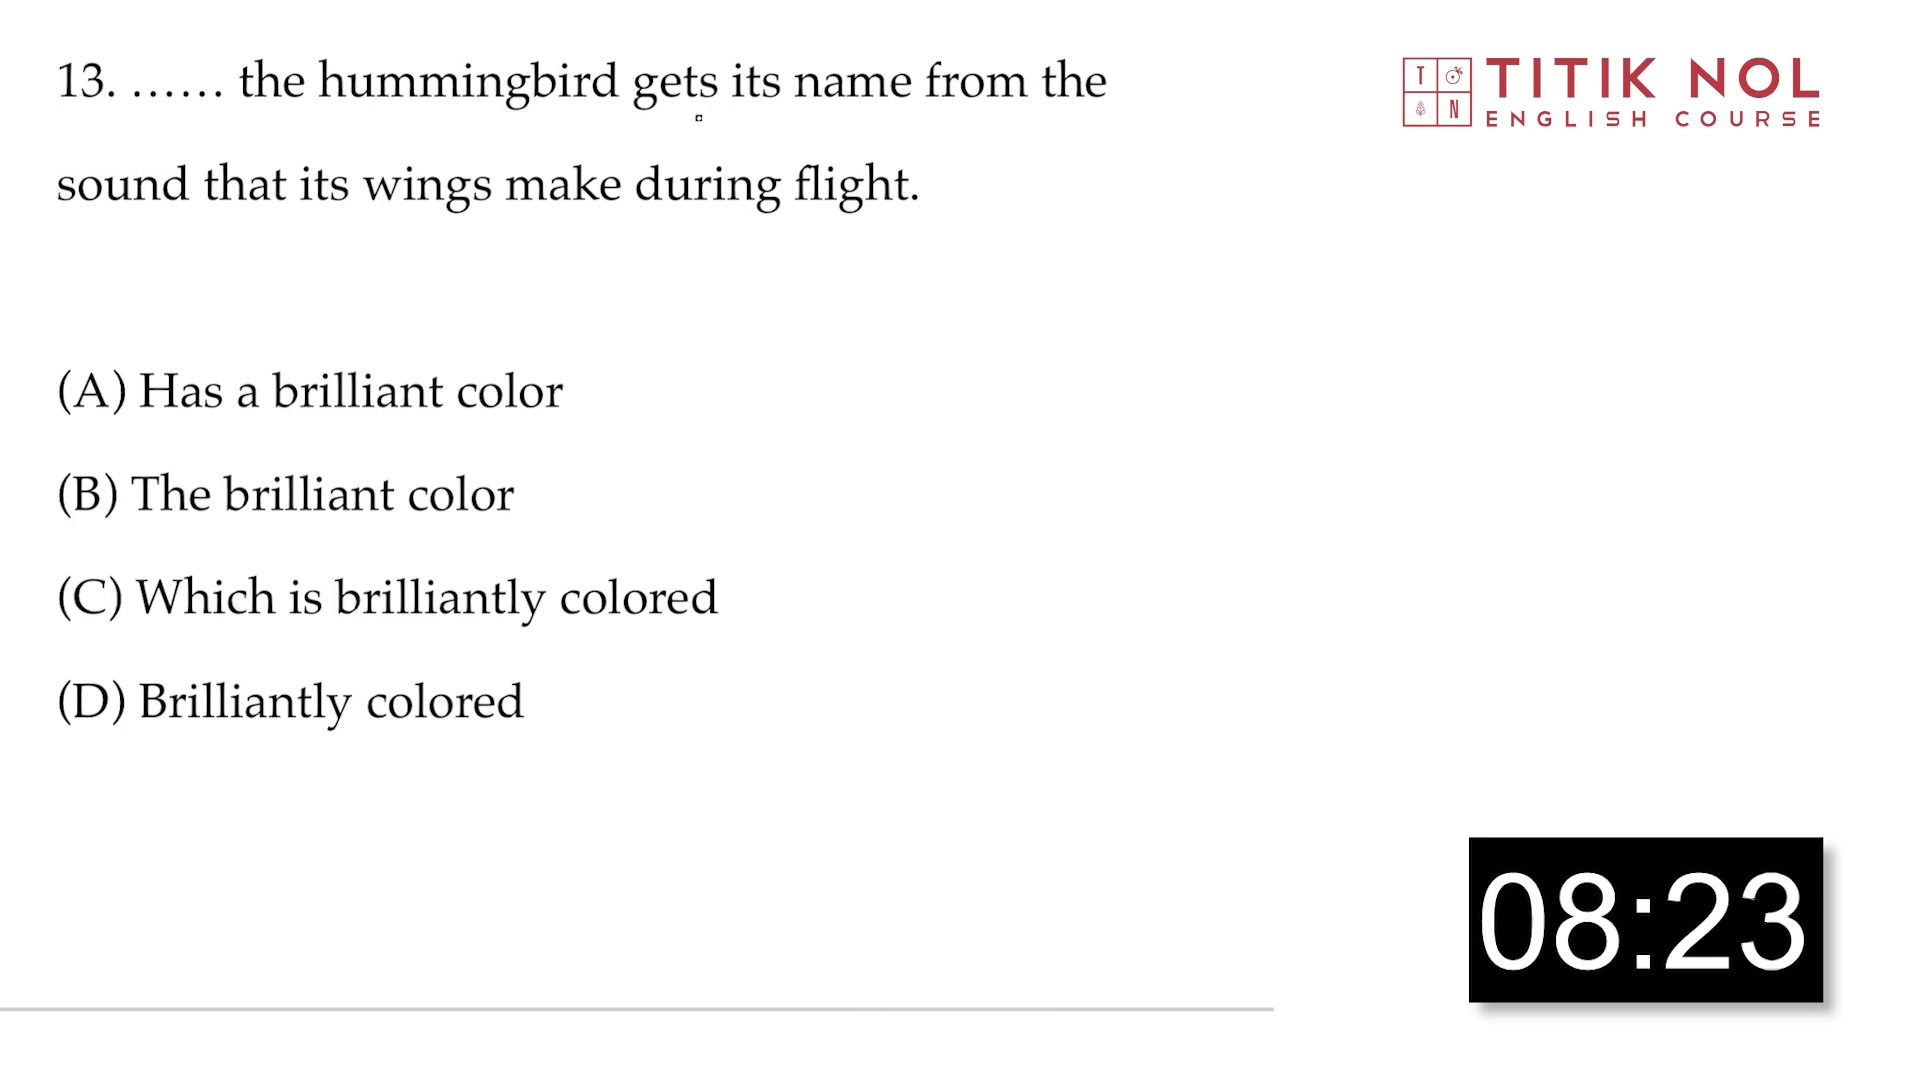 13. ...... the hummingbird gets its name from the
sound that its wings make during flight.
(A) Has a brilliant color
(B) The brilliant color
(C) Which is brilliantly colored
(D) Brilliantly colored
T N
TITIK NOL
ENGLISH COURSE
08:23